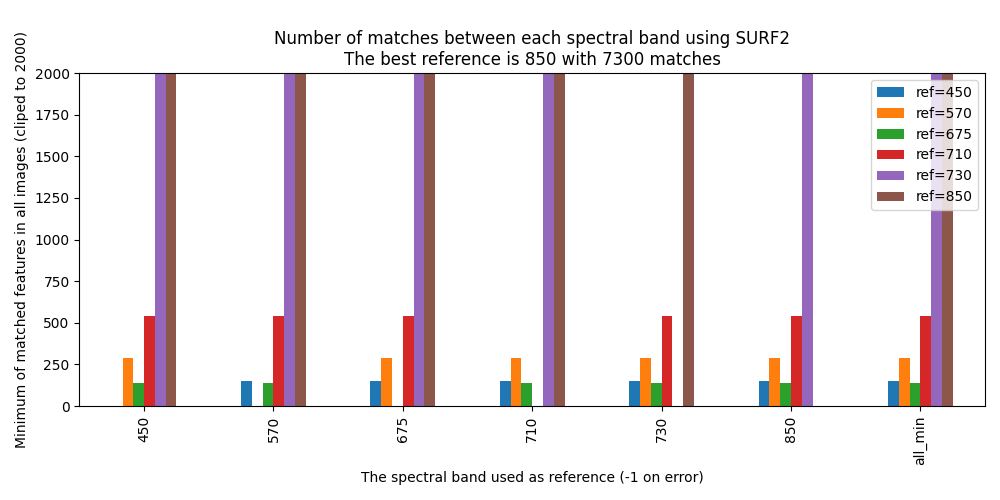 Number of matches between each spectral band using SURF2
The best reference is 850 with 7300 matches
Minimum of matched features in all images (cliped to 2000)
2000
1750
1500
1250
1000
750
500
250
0
ref=450
ref=570
ref=675
ref=710
ref=730
ref=850
450
570
675
710
730
850
all_min
The spectral band used as reference (-1 on error)